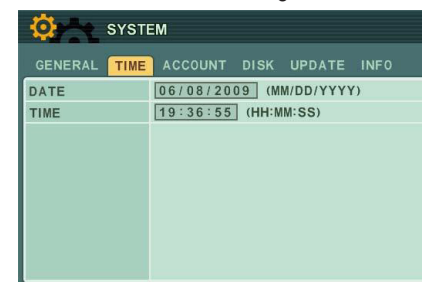 SYSTEM
GENERAL TIME ACCOUNT DISK UPDATE INFO
DATE 06/08/2009 (MM/DD/YYYY)
TIME 19:36:55 (HH:MM:SS)